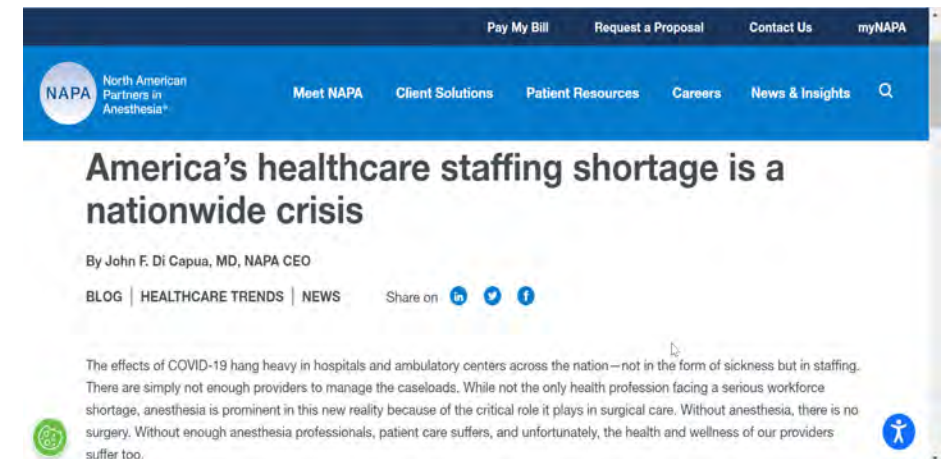 Pay My Bill Request a Proposal Contact Us myNAPA
NAPA
North American
Partners in
Anesthesia®
Meet NAPA Client Solutions Patient Resources Careers News & Insights
America's healthcare staffing shortage is a
nationwide crisis
By John F. Di Capua, MD, NAPA CEO
BLOG | HEALTHCARE TRENDS | NEWS Share on in f
The effects of COVID-19 hang heavy in hospitals and ambulatory centers across the nation—not in the form of sickness but in staffing.
There are simply not enough providers to manage the caseloads. While not the only health profession facing a serious workforce
shortage, anesthesia is prominent in this new reality because of the critical role it plays in surgical care. Without anesthesia, there is no
surgery. Without enough anesthesia professionals, patient care suffers, and unfortunately, the health and wellness of our providers
suffer too.